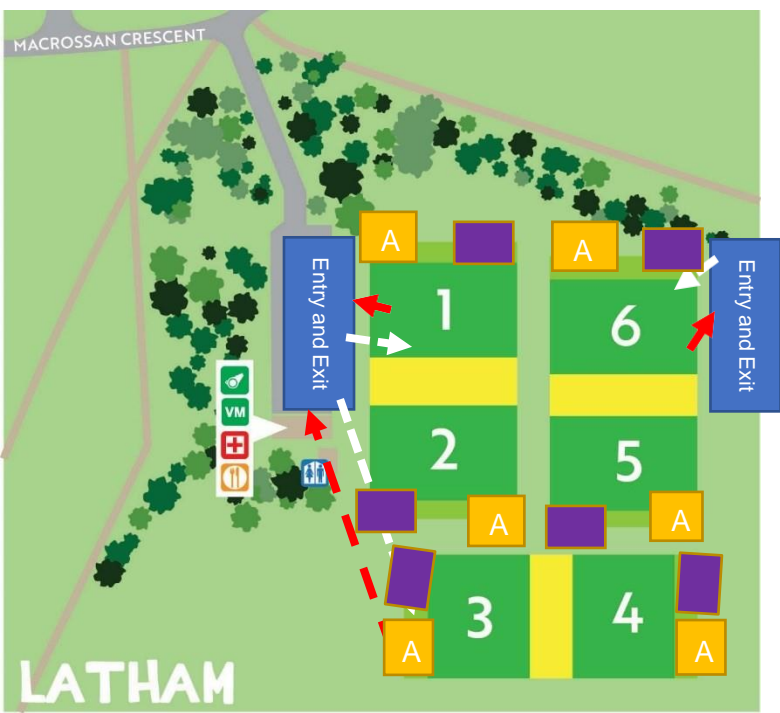 MACROSSAN CRESCENT
A
A
Entry and Exit
Entry and Exit
1
6
VM
2
5
A
A
3
4
A
A
LATHAM